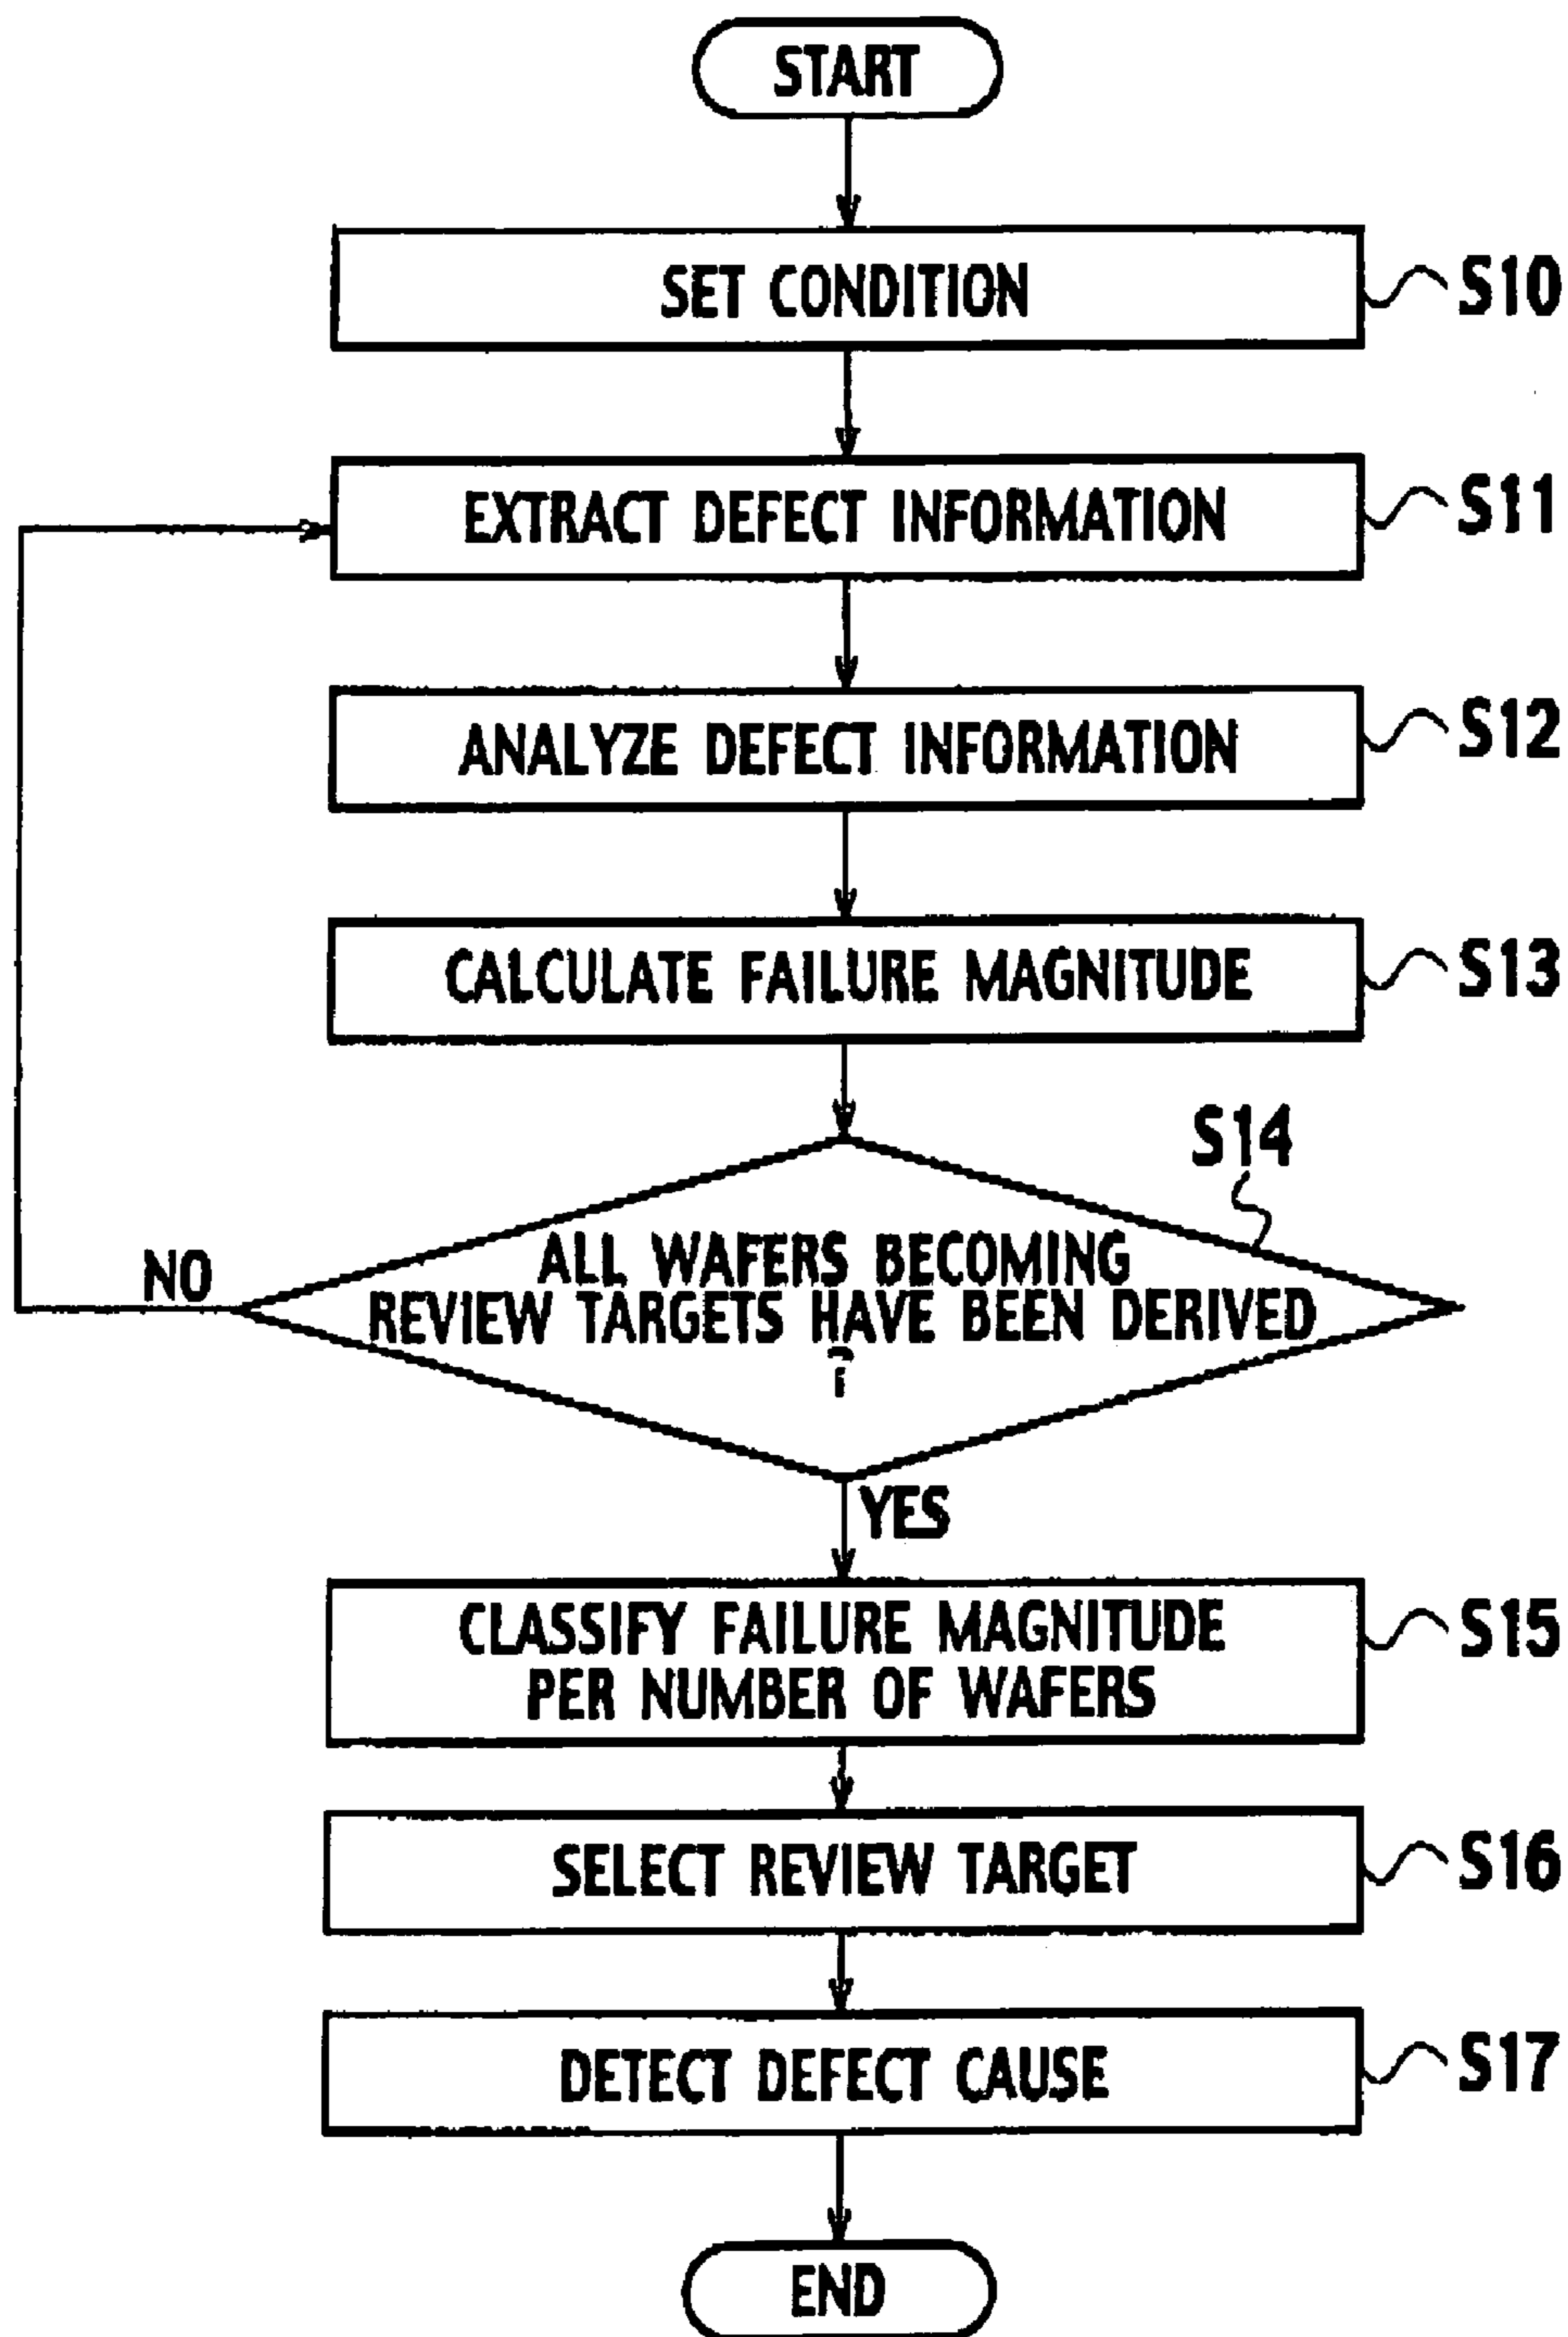 START
SET CONDITION
S10
EXTRACT DEFECT INFORMATION
S11
ANALYZE DEFECT INFORMATION
S12
CALCULATE FAILURE MAGNITUDE
S13
S14
ALL WAFERS BECOMING
REVIEW TARGETS HAVE BEEN DERIVED
?
NO
YES
CLASSIFY FAILURE MAGNITUDE
PER NUMBER OF WAFERS
S15
SELECT REVIEW TARGET
S16
DETECT DEFECT CAUSE
S17
END